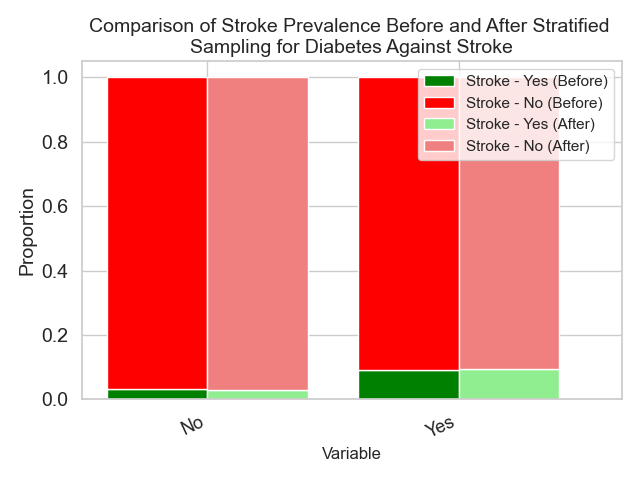 Comparison of Stroke Prevalence Before and After Stratified
Sampling for Diabetes Against Stroke
Stroke - Yes (Before)
Stroke - No (Before)
Stroke - Yes (After)
Stroke - No (After)
1.0
0.8
0.6
0.4
0.2
0.0
Proportion
No
Yes
Variable